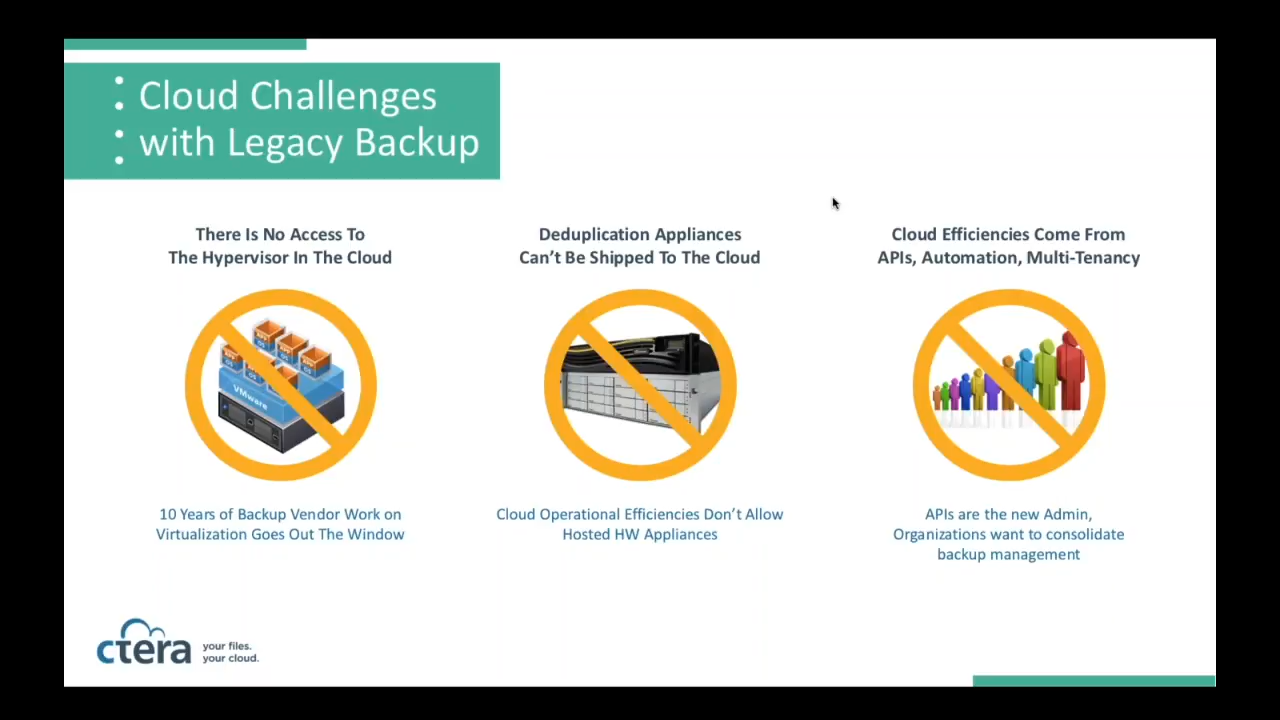 Cloud Challenges
with Legacy Backup
There Is No Access To
The Hypervisor In The Cloud
Deduplication Appliances
Can't Be Shipped To The Cloud
Cloud Efficiencies Come From
APIs, Automation, Multi-Tenancy
VMware
10 Years of Backup Vendor Work on
Virtualization Goes Out The Window
Cloud Operational Efficiencies Don't Allow
Hosted HW Appliances
APIs are the new Admin,
Organizations want to consolidate
backup management
ctera
your files.
your cloud.